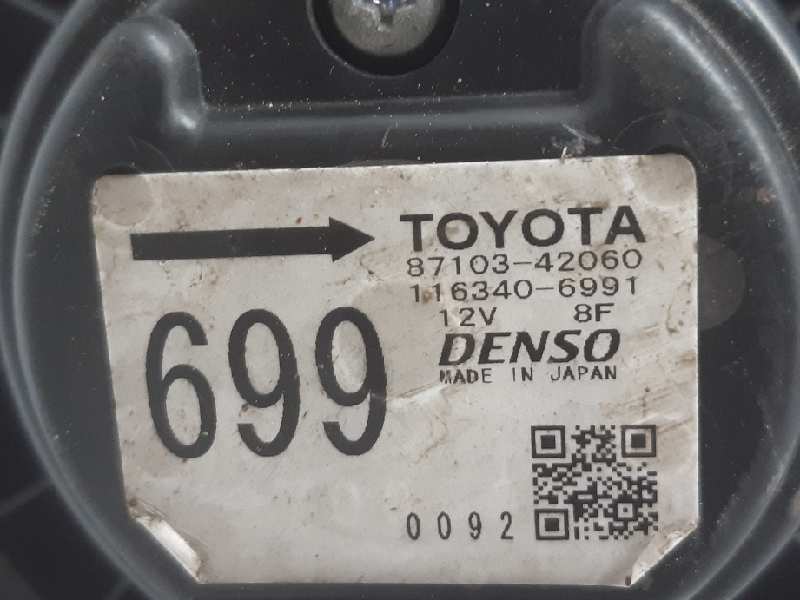 TOYOTA
87103-42060
116340-6991
12V 8F
DENSO
MADE IN JAPAN
699
0092